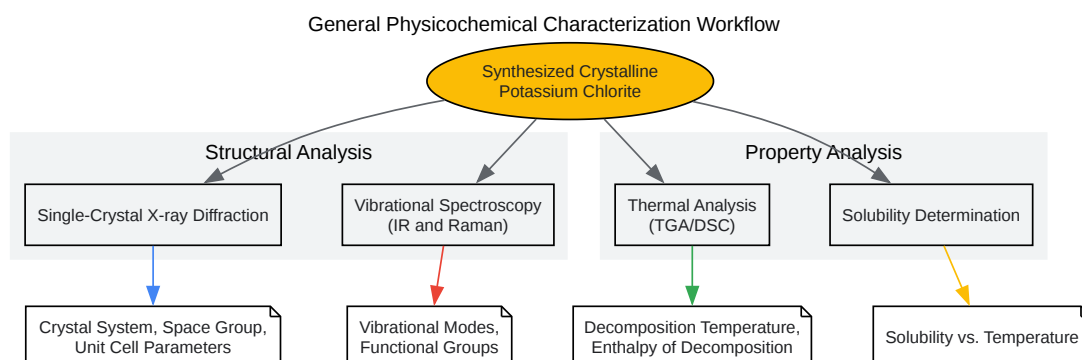 General Physicochemical Characterization Workflow
Synthesized Crystalline
Potassium Chlorite
Structural Analysis
Property Analysis
Single-Crystal X-ray Diffraction
Vibrational Spectroscopy
(IR and Raman)
Thermal Analysis
(TGA/DSC)
Solubility Determination
Crystal System, Space Group,
Unit Cell Parameters
Vibrational Modes,
Functional Groups
Decomposition Temperature,
Enthalpy of Decomposition
Solubility vs. Temperature